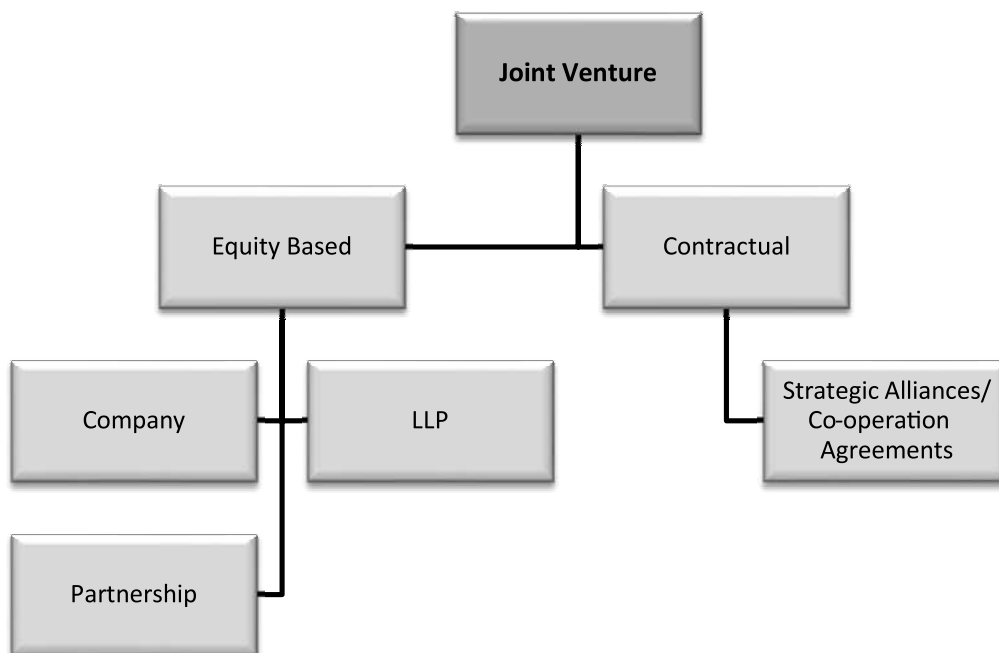 Joint Venture
Equity Based
Contractual
Company
LLP
Strategic Alliances/
Co-operation
Agreements
Partnership